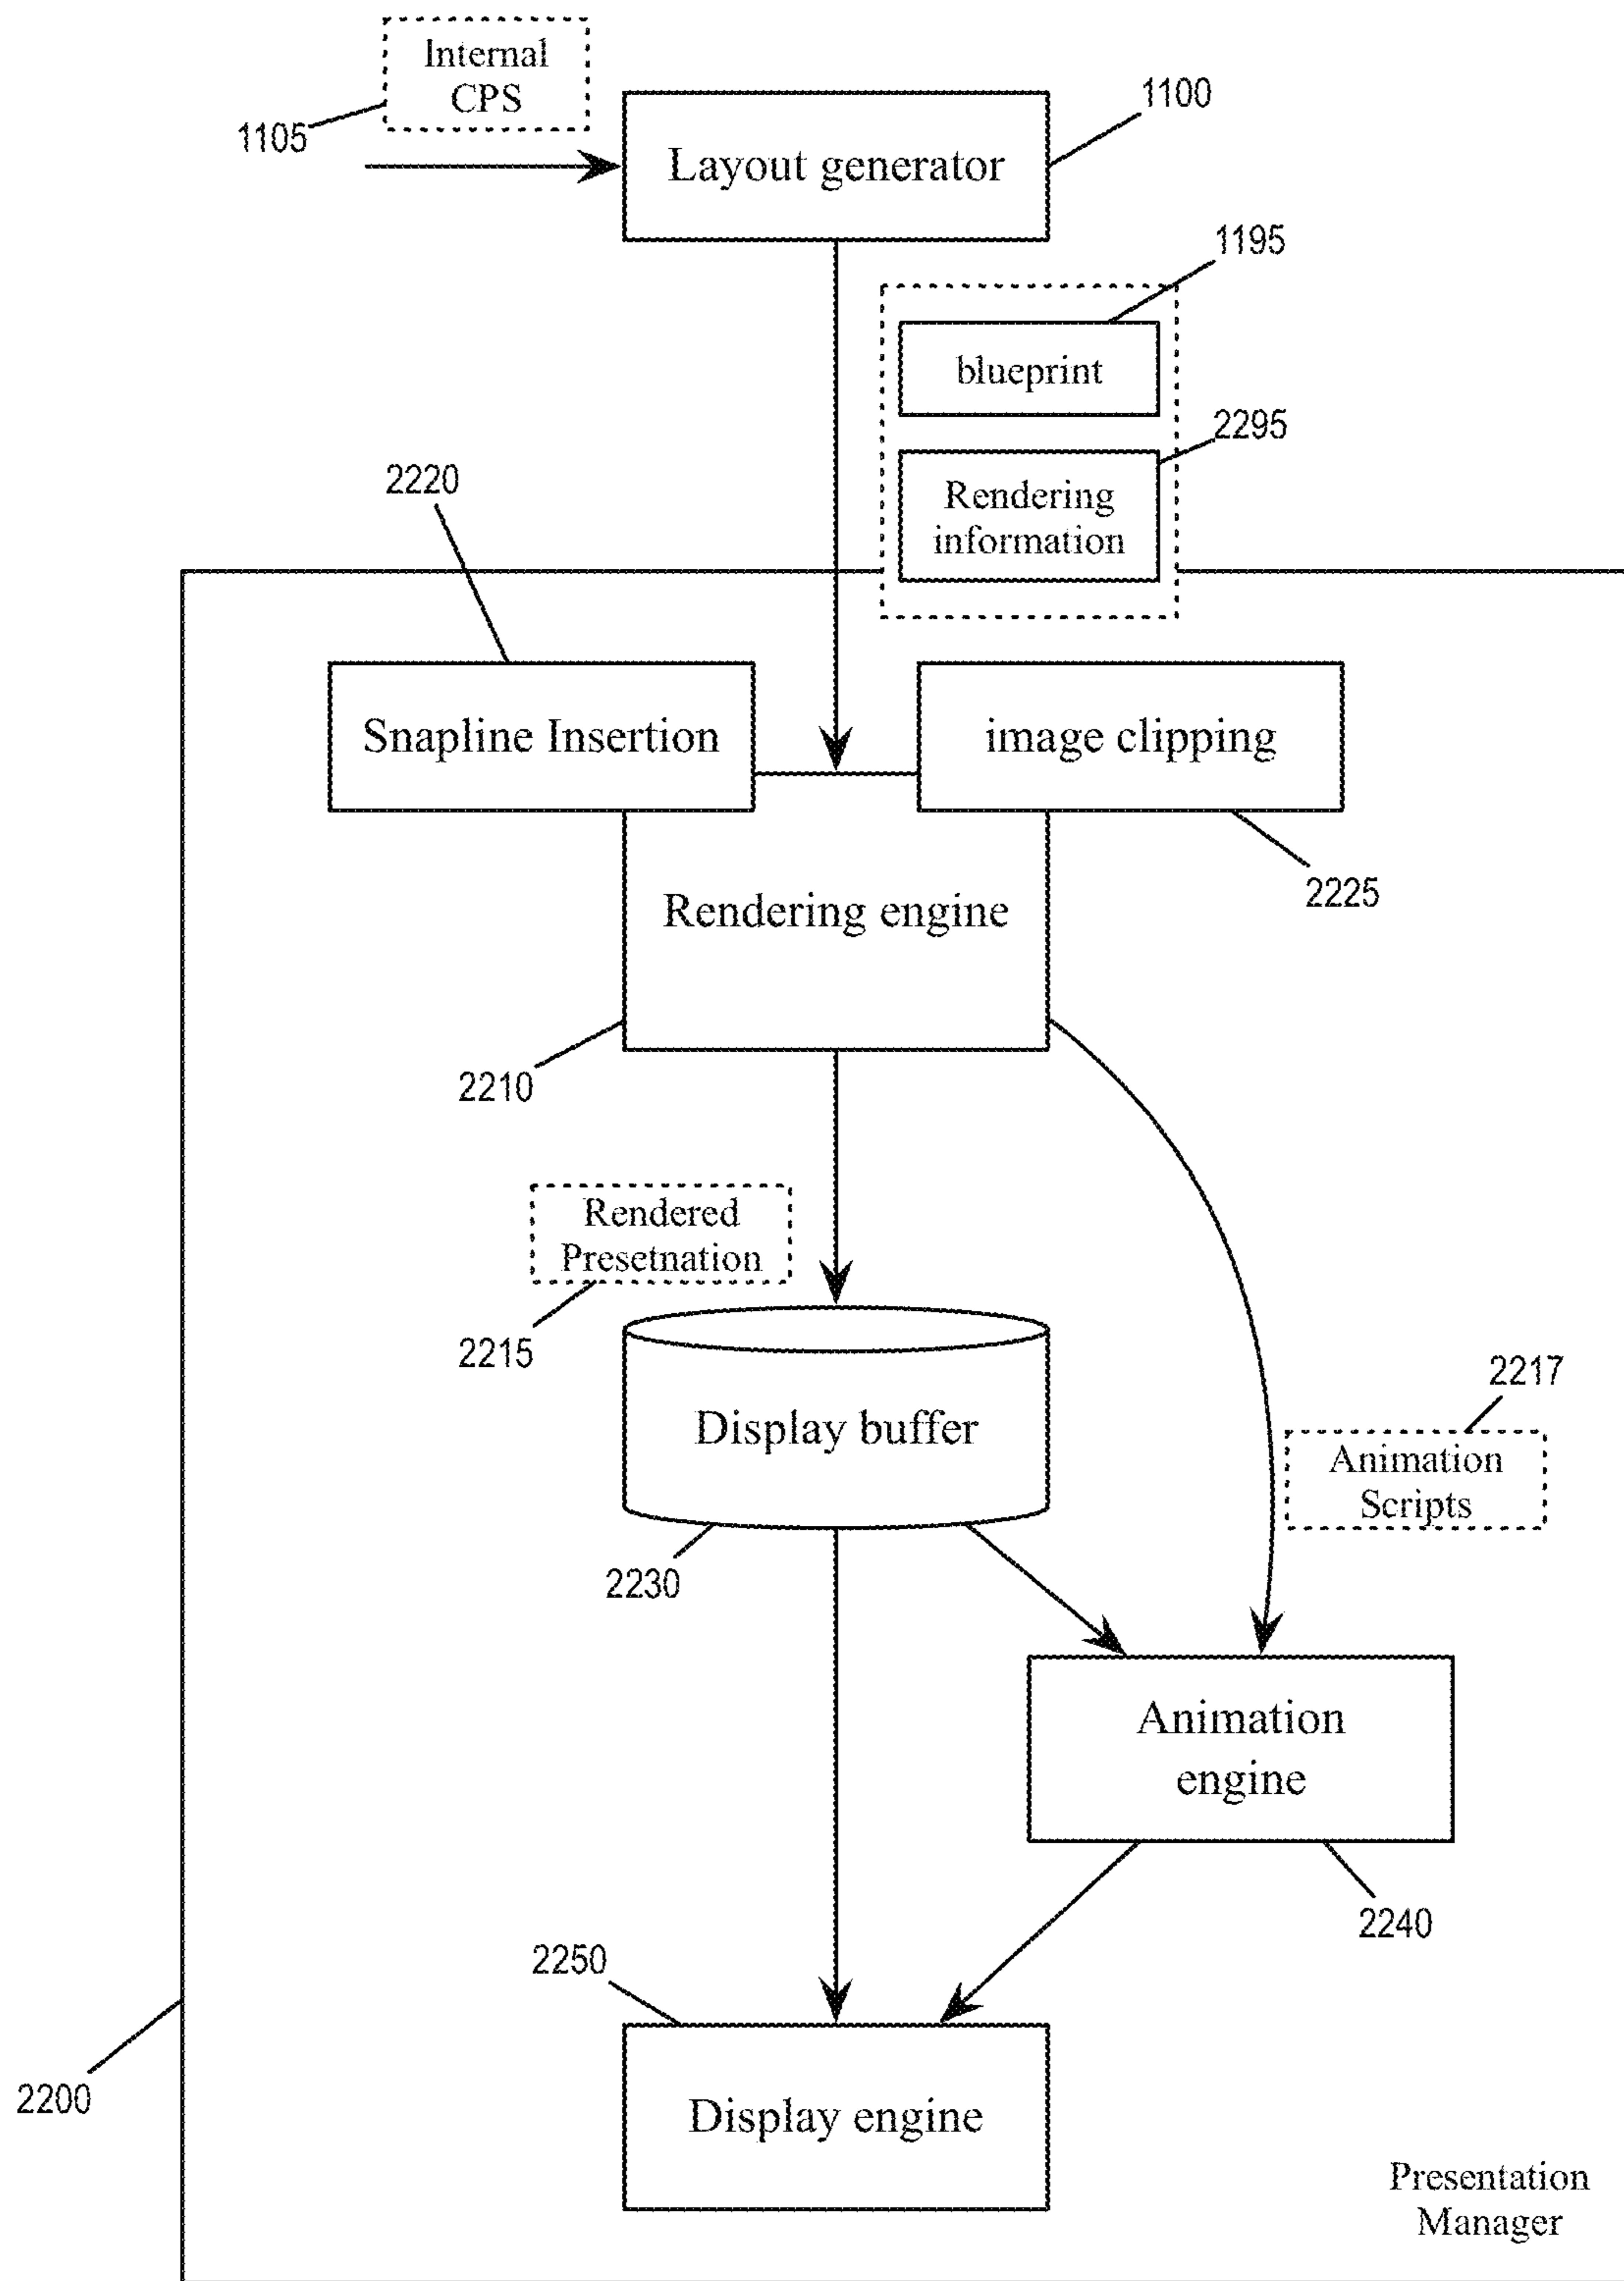 Internal
CPS
1105
1100
Layout generator
1195
blueprint
2295
Rendering
information
2220
Snapline Insertion
image clipping
2225
Rendering engine
2210
Rendered
Presetnation
2215
2217
Display buffer
Animation
Scripts
2230
Animation
engine
2240
2250
2200
Display engine
Presentation
Manager